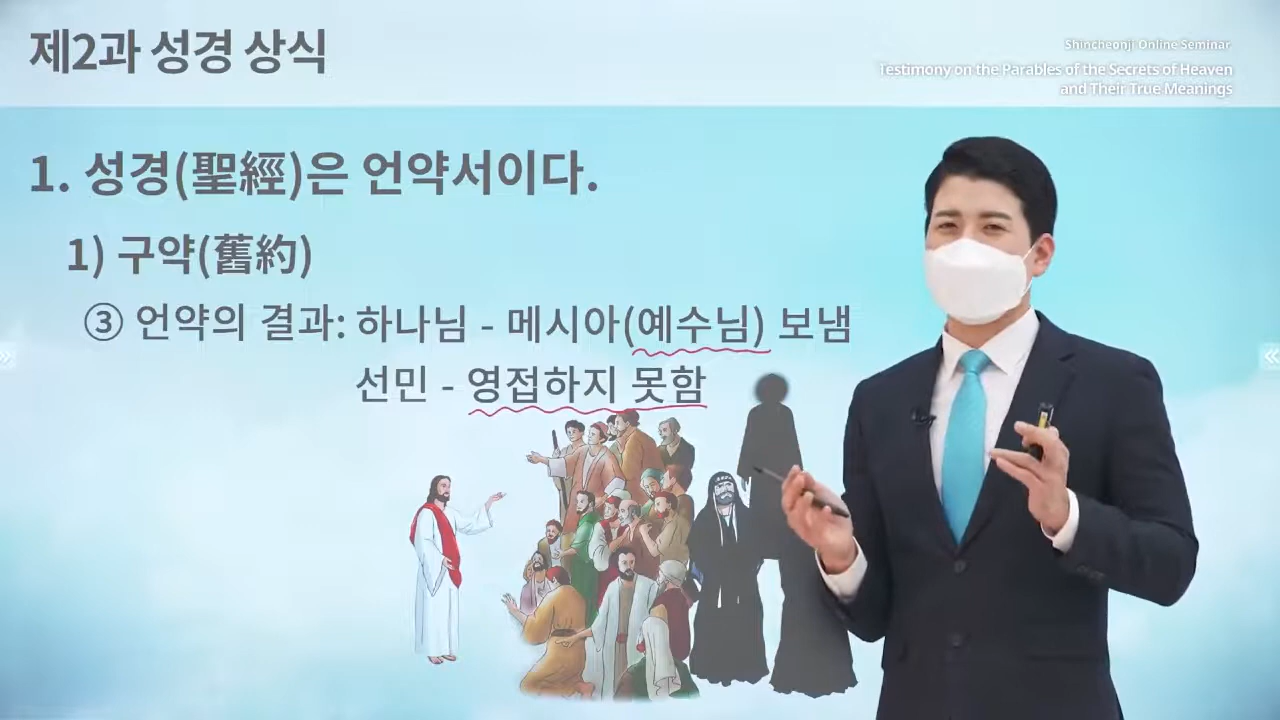 제2과 성경 상식
Shincheonji Online Seminar
Testimony on the Parables of the Secrets of Heaven
and Their True Meanings
1. 성경(聖經)은 언약서이다.
1) 구약(舊約)
③ 언약의 결과: 하나님 - 메시아(예수님) 보냄
선민 - 영접하지 못함